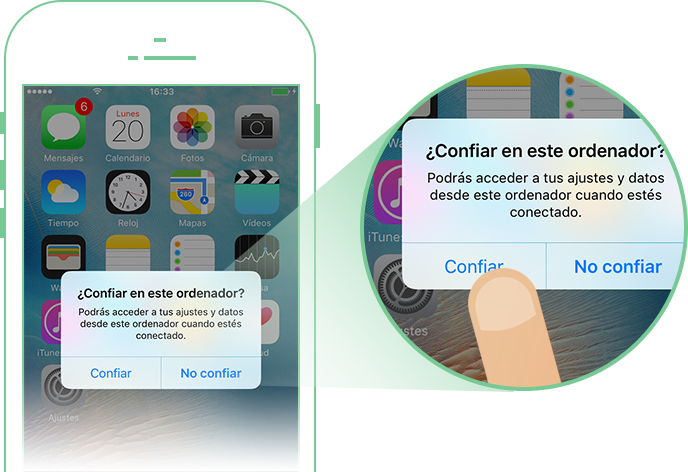 16:33
6
Lunes
20
Mensajes
Calendario
Fotos
Cámara
280
Tiempo
Reloj
Mapas
Vídeos
¿Confiar en este ordenador?
Podrás acceder a tus ajustes y datos
desde este ordenador cuando estés
conectado.
Confiar
No confiar
Ajustes
¿Confiar en este ordenador?
Podrás acceder a tus ajustes y datos
desde este ordenador cuando estés
conectado.
Confiar
No confiar